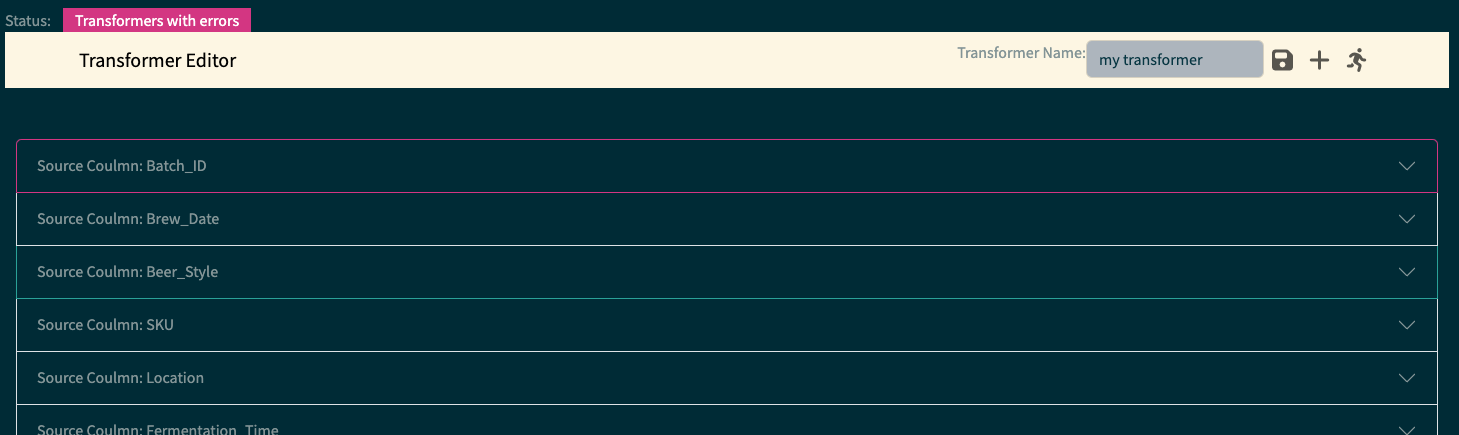 Status: Transformers with errors
Transformer Editor Transformer Name: my transformer
Source Coulmn: Batch_ID
Source Coulmn: Brew_Date
Source Coulmn: Beer_Style
Source Coulmn: SKU
Source Coulmn: Location
Source Coulmn: Fermentation_Time